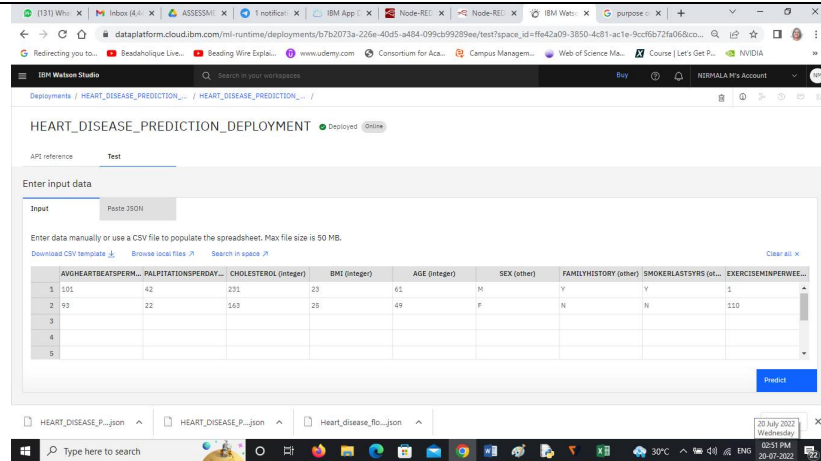 (131) Wha Inbox (4,4 ASSESSME 1 notificati IBM App D Node-RED Node-RED IBM Watso purpose o
dataplatform.cloud.ibm.com/ml-runtime/deployments/b7b2073a-226e-40d5-a484-099cb99289ee/test?space_id=ffe42a09-3850-4c81-ac1e-9ccf6b72fa06&co...
Redirecting you to... Beadaholique Live... Beading Wire Explai... www.udemy.com Consortium for Aca... Campus Managem... Web of Science Ma... Course | Let's Get P... NVIDIA »
IBM Watson Studio Search in your workspaces Buy NIRMALA M's Account NM
Deployments / HEART_DISEASE_PREDICTION_... / HEART_DISEASE_PREDICTION_... /
HEART_DISEASE_PREDICTION_DEPLOYMENT Deployed Online
API reference Test
Enter input data
Input Paste JSON
Enter data manually or use a CSV file to populate the spreadsheet. Max file size is 50 MB.
Download CSV template Browse local files Search in space Clear all ×
AVGHEARTBEATSPERM... PALPITATIONSPERDAY... CHOLESTEROL (integer) BMI (integer) AGE (integer) SEX (other) FAMILYHISTORY (other) SMOKERLAST5YRS (ot... EXERCISEMINPERWEE...
1 101 42 231 23 61 M Y Y 1
2 93 22 163 25 49 F N N 110
3
4
5
Predict
HEART_DISEASE_P....json HEART_DISEASE_P....json Heart_disease_flo....json
20 July 2022
Wednesday
Type here to search 30°C ENG 02:51 PM
20-07-2022 22